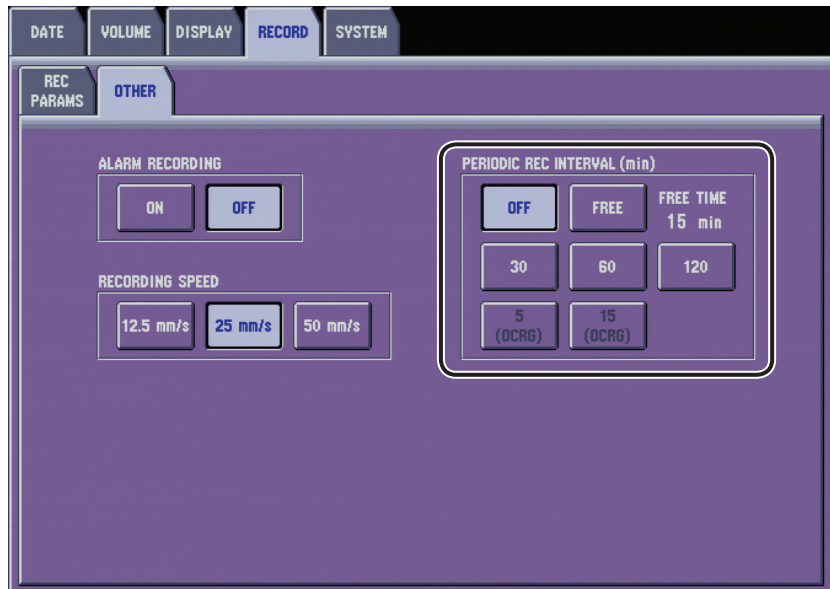 DATE VOLUME DISPLAY RECORD SYSTEM
REC
PARAMS
OTHER
ALARM RECORDING
ON OFF
RECORDING SPEED
12.5 mm/s 25 mm/s 50 mm/s
PERIODIC REC INTERVAL (min)
OFF FREE FREE TIME
15 min
30 60 120
5
(OCRG)
15
(OCRG)